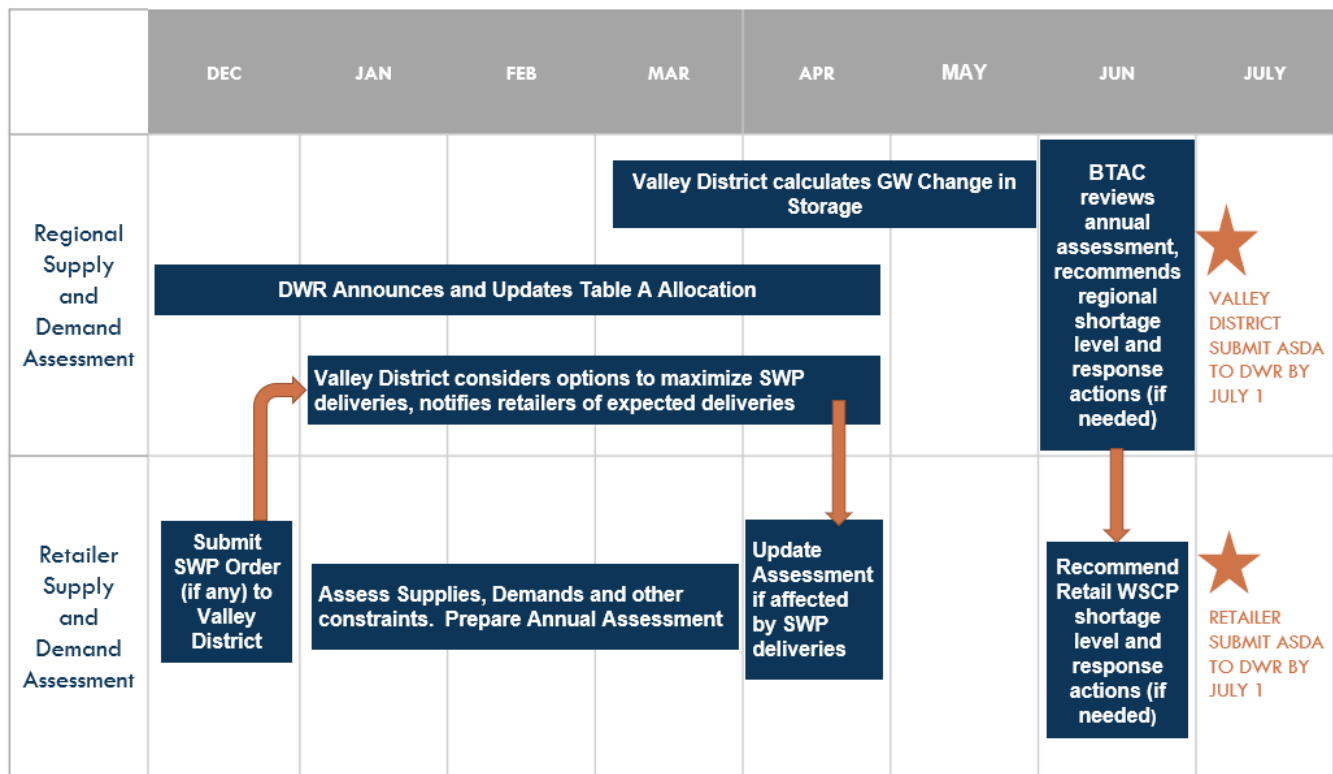 DEC
JAN
FEB
MAR
APR
MAY
JUN
JULY
Regional
Supply
and
Demand
Assessment
Valley District calculates GW Change in
Storage
DWR Announces and Updates Table A Allocation
Valley District considers options to maximize SWP
deliveries, notifies retailers of expected deliveries
BTAC
reviews
annual
assessment,
recommends
regional
shortage
level and
response
actions (if
needed)
VALLEY
DISTRICT
SUBMIT ASDA
TO DWR BY
JULY 1
Retailer
Supply
and
Demand
Assessment
Submit
SWP Order
(if any) to
Valley
District
Assess Supplies, Demands and other
constraints.  Prepare Annual Assessment
Update
Assessment
if affected
by SWP
deliveries
Recommend
Retail WSCP
shortage
level and
response
actions (if
needed)
RETAILER
SUBMIT ASDA
TO DWR BY
JULY 1